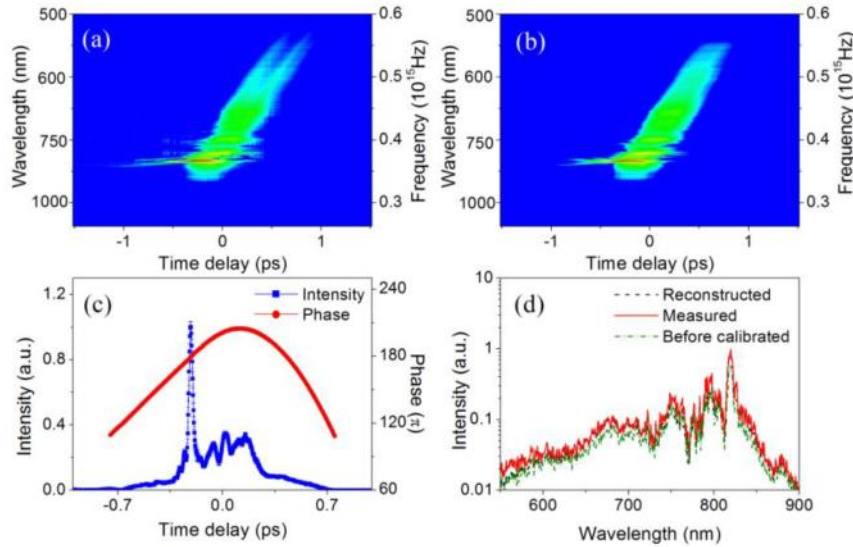 (a)
Wavelength (nm)
500
600
750
1000
Frequency (10¹⁵Hz)
0.6
0.5
0.4
0.3
-1
0
1
Time delay (ps)
(b)
Wavelength (nm)
500
600
750
1000
Frequency (10¹⁵Hz)
0.6
0.5
0.4
0.3
-1
0
1
Time delay (ps)
(c)
Intensity
Phase
Intensity (a.u.)
1.2
0.8
0.4
0
Phase (π)
240
180
120
60
-0.7
0.0
0.7
Time delay (ps)
(d)
Reconstructed
Measured
Before calibrated
Intensity (a.u.)
10
1
0.1
0.01
600
700
800
900
Wavelength (nm)